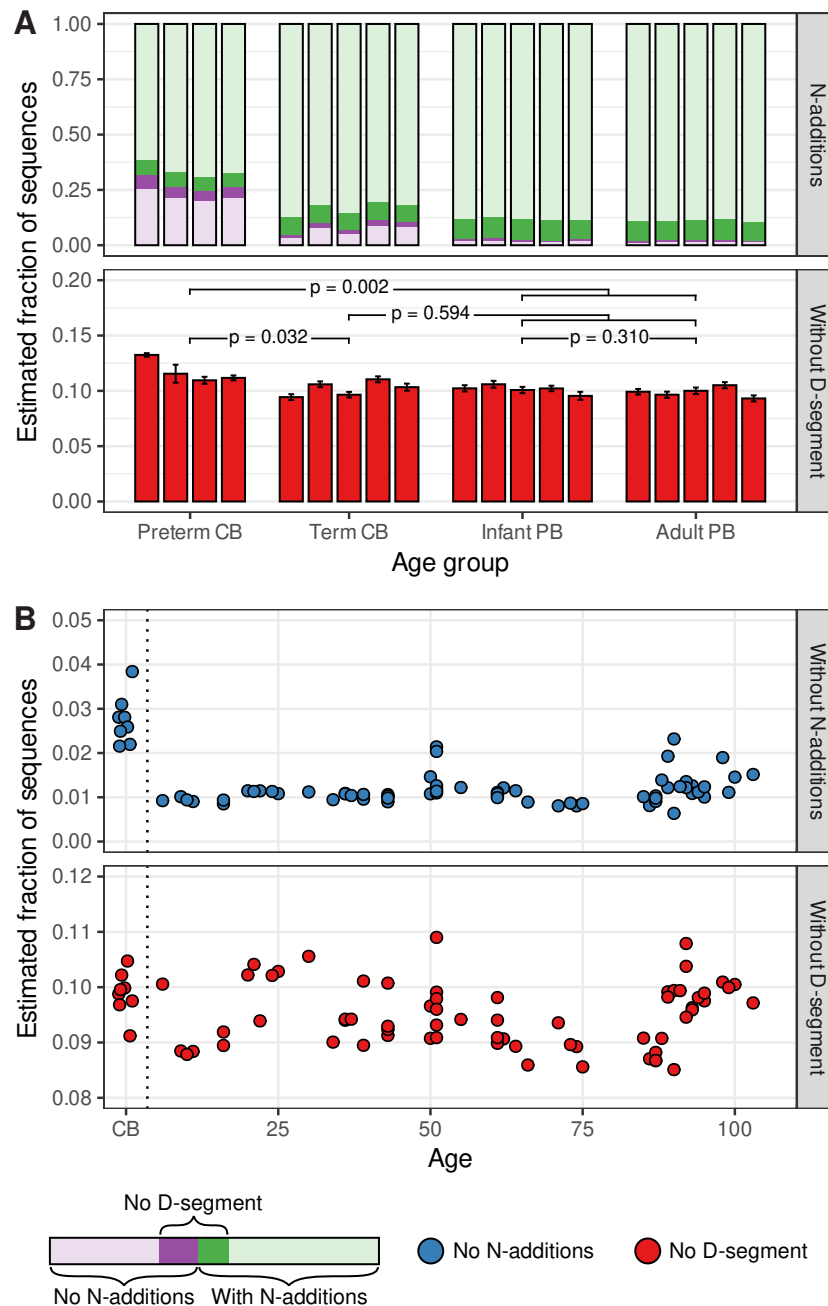 A
1.00
0.75
0.50
0.25
0.00
N-additions
Estimated fraction of sequences
0.20
0.15
0.10
0.05
0.00
p = 0.002
p = 0.594
p = 0.032
p = 0.310
Without D-segment
Preterm CB
Term CB
Infant PB
Adult PB
Age group
B
0.05
0.04
0.03
0.02
0.01
0.00
Without N-additions
Estimated fraction of sequences
0.12
0.11
0.10
0.09
0.08
Without D-segment
CB
25
50
75
100
Age
No D-segment
No N-additions
With N-additions
No N-additions
No D-segment